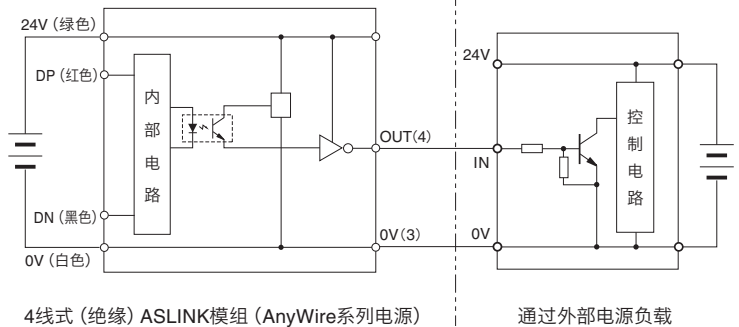 24V (绿色)
DP (红色)
内部电路
DN (黑色)
0V (白色)
OUT(4)
0V(3)
24V
IN
0V
控制电路
4线式 (绝缘) ASLINK模组 (AnyWire系列电源)
通过外部电源负载